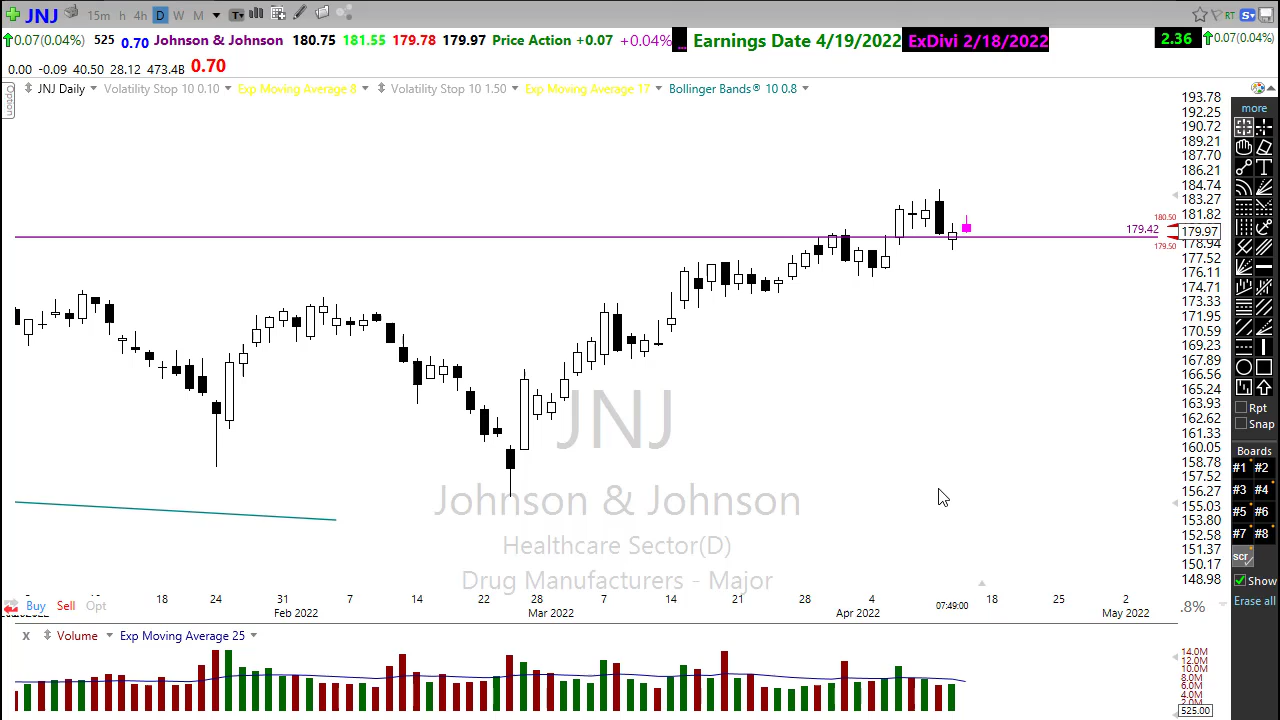 JNJ 15m h 4h D W M T RT S
0.07(0.04%) 525 0.70 Johnson & Johnson 180.75 181.55 179.78 179.97 Price Action +0.07 +0.04% ... Earnings Date 4/19/2022 ExDivi 2/18/2022 2.36 0.07(0.04%)
0.00 -0.09 40.50 28.12 473.4B 0.70
Option
JNJ Daily Volatility Stop 10 0.10 Exp Moving Average 8 Volatility Stop 10 1.50 Exp Moving Average 17 Bollinger Bands® 10 0.8
193.78
192.25
190.72
189.21
187.70
186.21
184.74
183.27
181.82
180.50
179.42
179.97
179.50
178.94
177.52
176.11
174.71
173.33
171.95
170.59
169.23
167.89
166.56
165.24
163.93
162.62
161.33
160.05
158.78
157.52
156.27
155.03
153.80
152.58
151.37
150.17
148.98
JNJ
Johnson & Johnson
Healthcare Sector(D)
Drug Manufacturers - Major
more
T
Rpt
Snap
Boards
#1 #2
#3 #4
#5 #6
#7 #8
scr
Show
Erase all
18 24 31 7 14 22 28 7 14 21 28 4 07:49:00 18 25 2
Feb 2022 Mar 2022 Apr 2022 May 2022
Buy Sell Opt
.8%
x Volume Exp Moving Average 25
14.0M
12.0M
10.0M
8.0M
6.0M
4.0M
2.0M
525.00